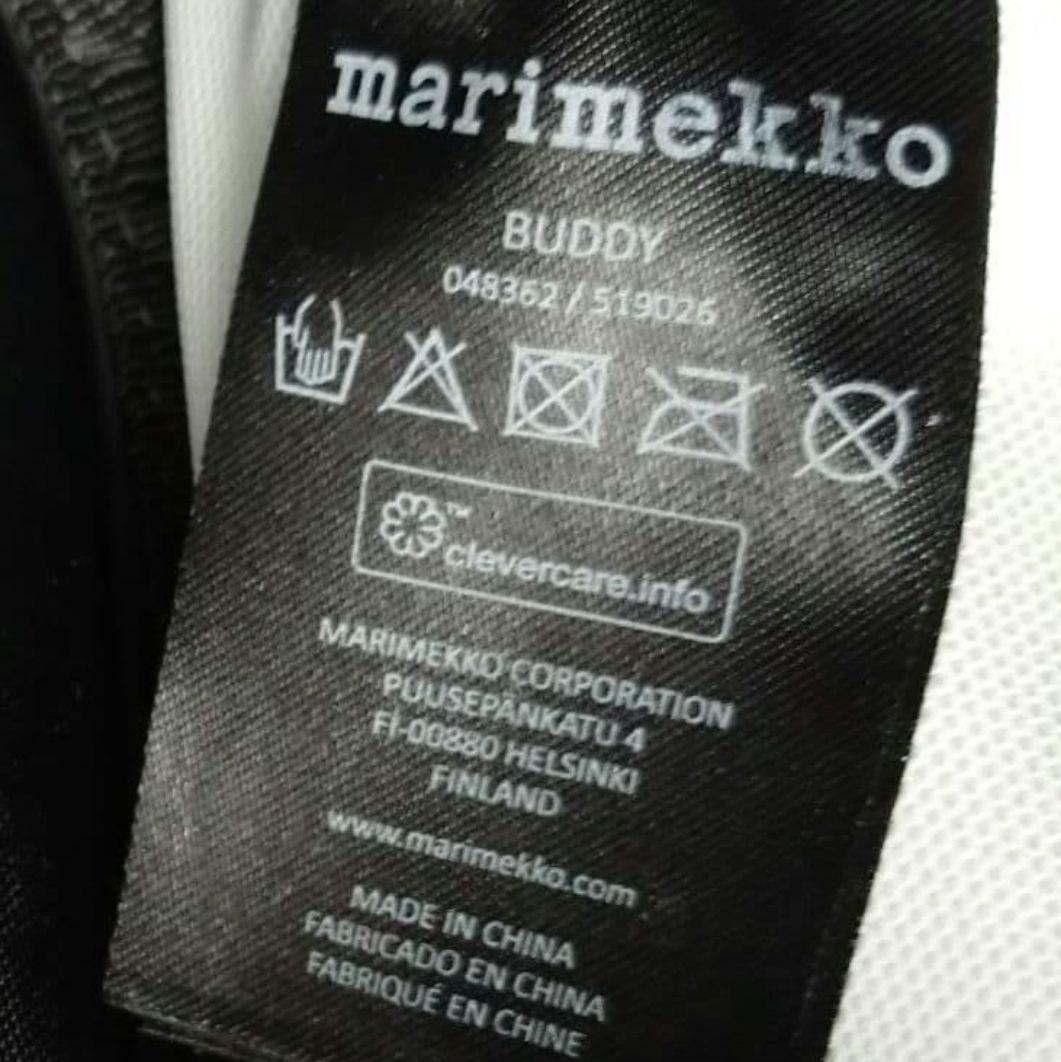 marimekko
BUDDY
048362 / 519026
™
clevercare.info
MARIMEKKO CORPORATION
PUUSEPÄNKATU 4
FI-00880 HELSINKI
FINLAND
www.marimekko.com
MADE IN CHINA
FABRICADO EN CHINA
FABRIQUÉ EN CHINE